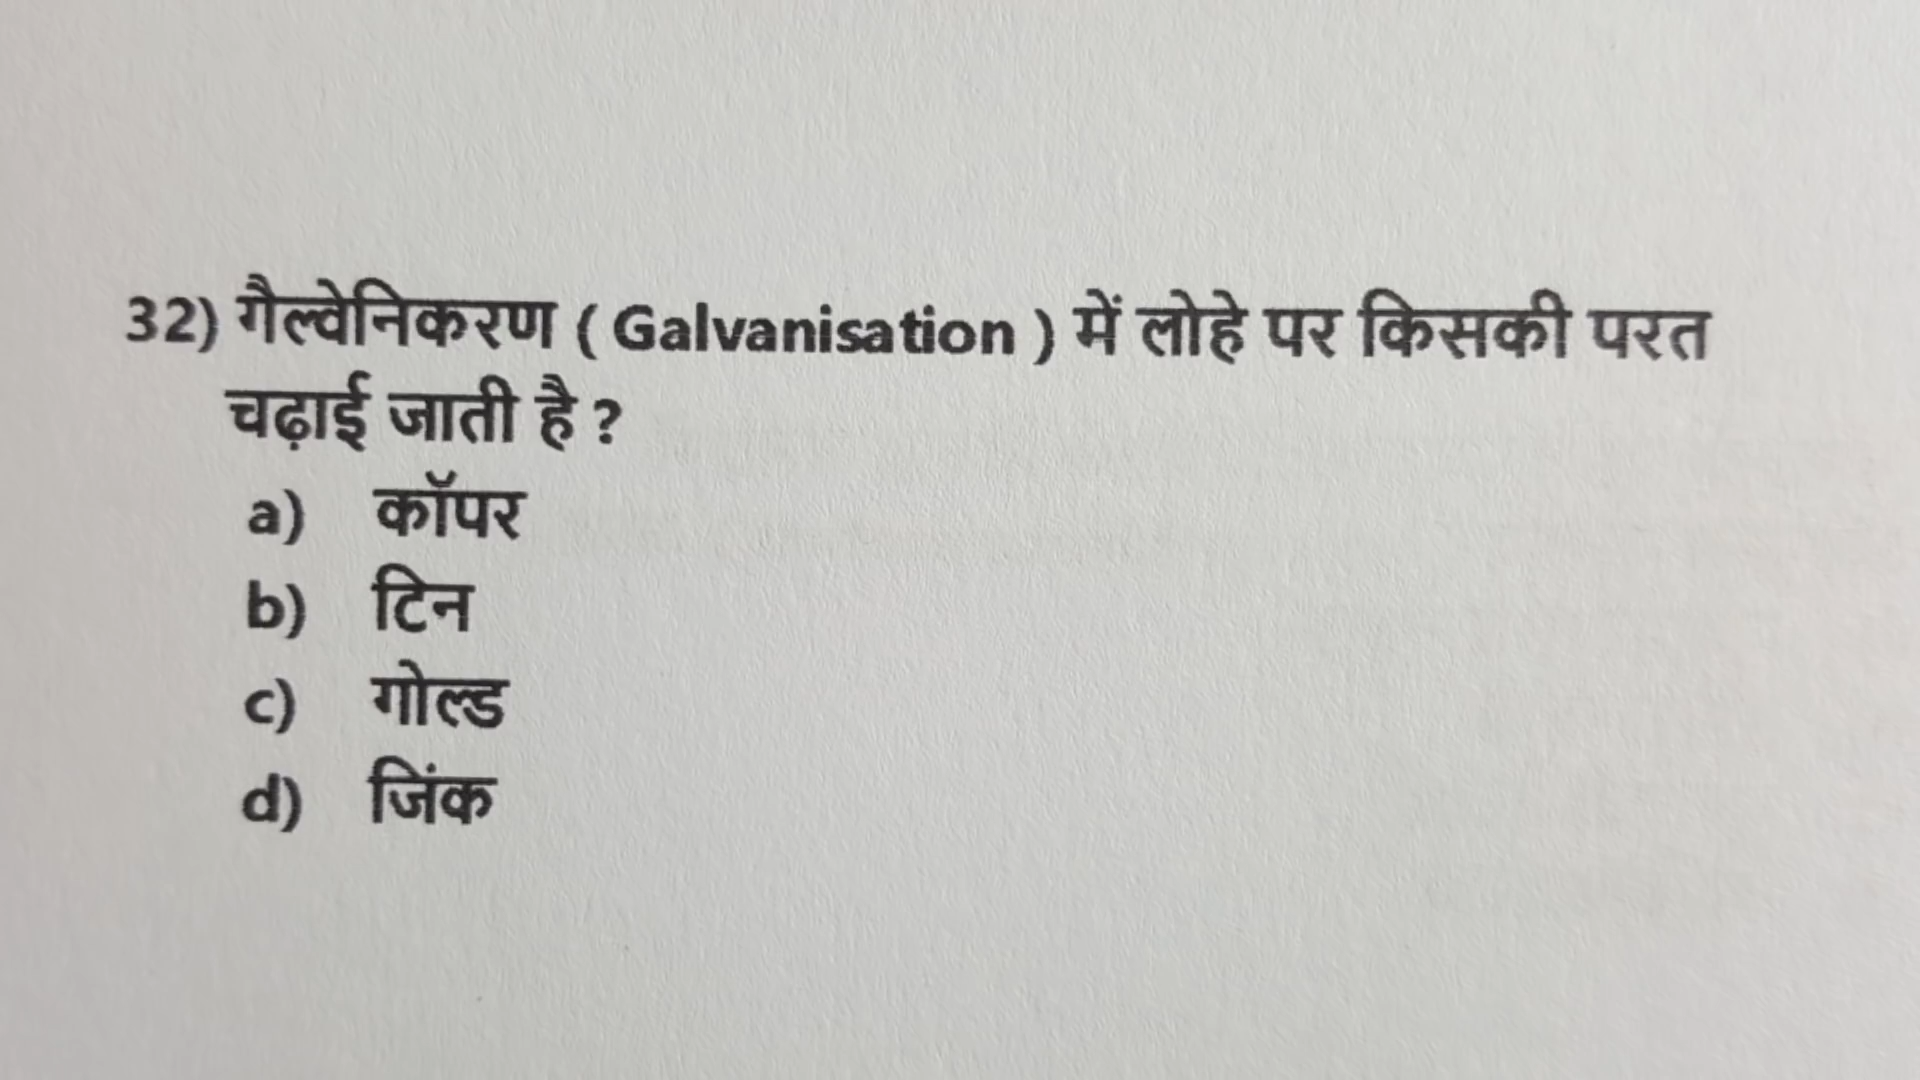 32) गैल्वेनिकरण ( Galvanisation ) में लोहे पर किसकी परत
चढ़ाई जाती है ?
a) कॉपर
b) टिन
c) गोल्ड
d) जिंक